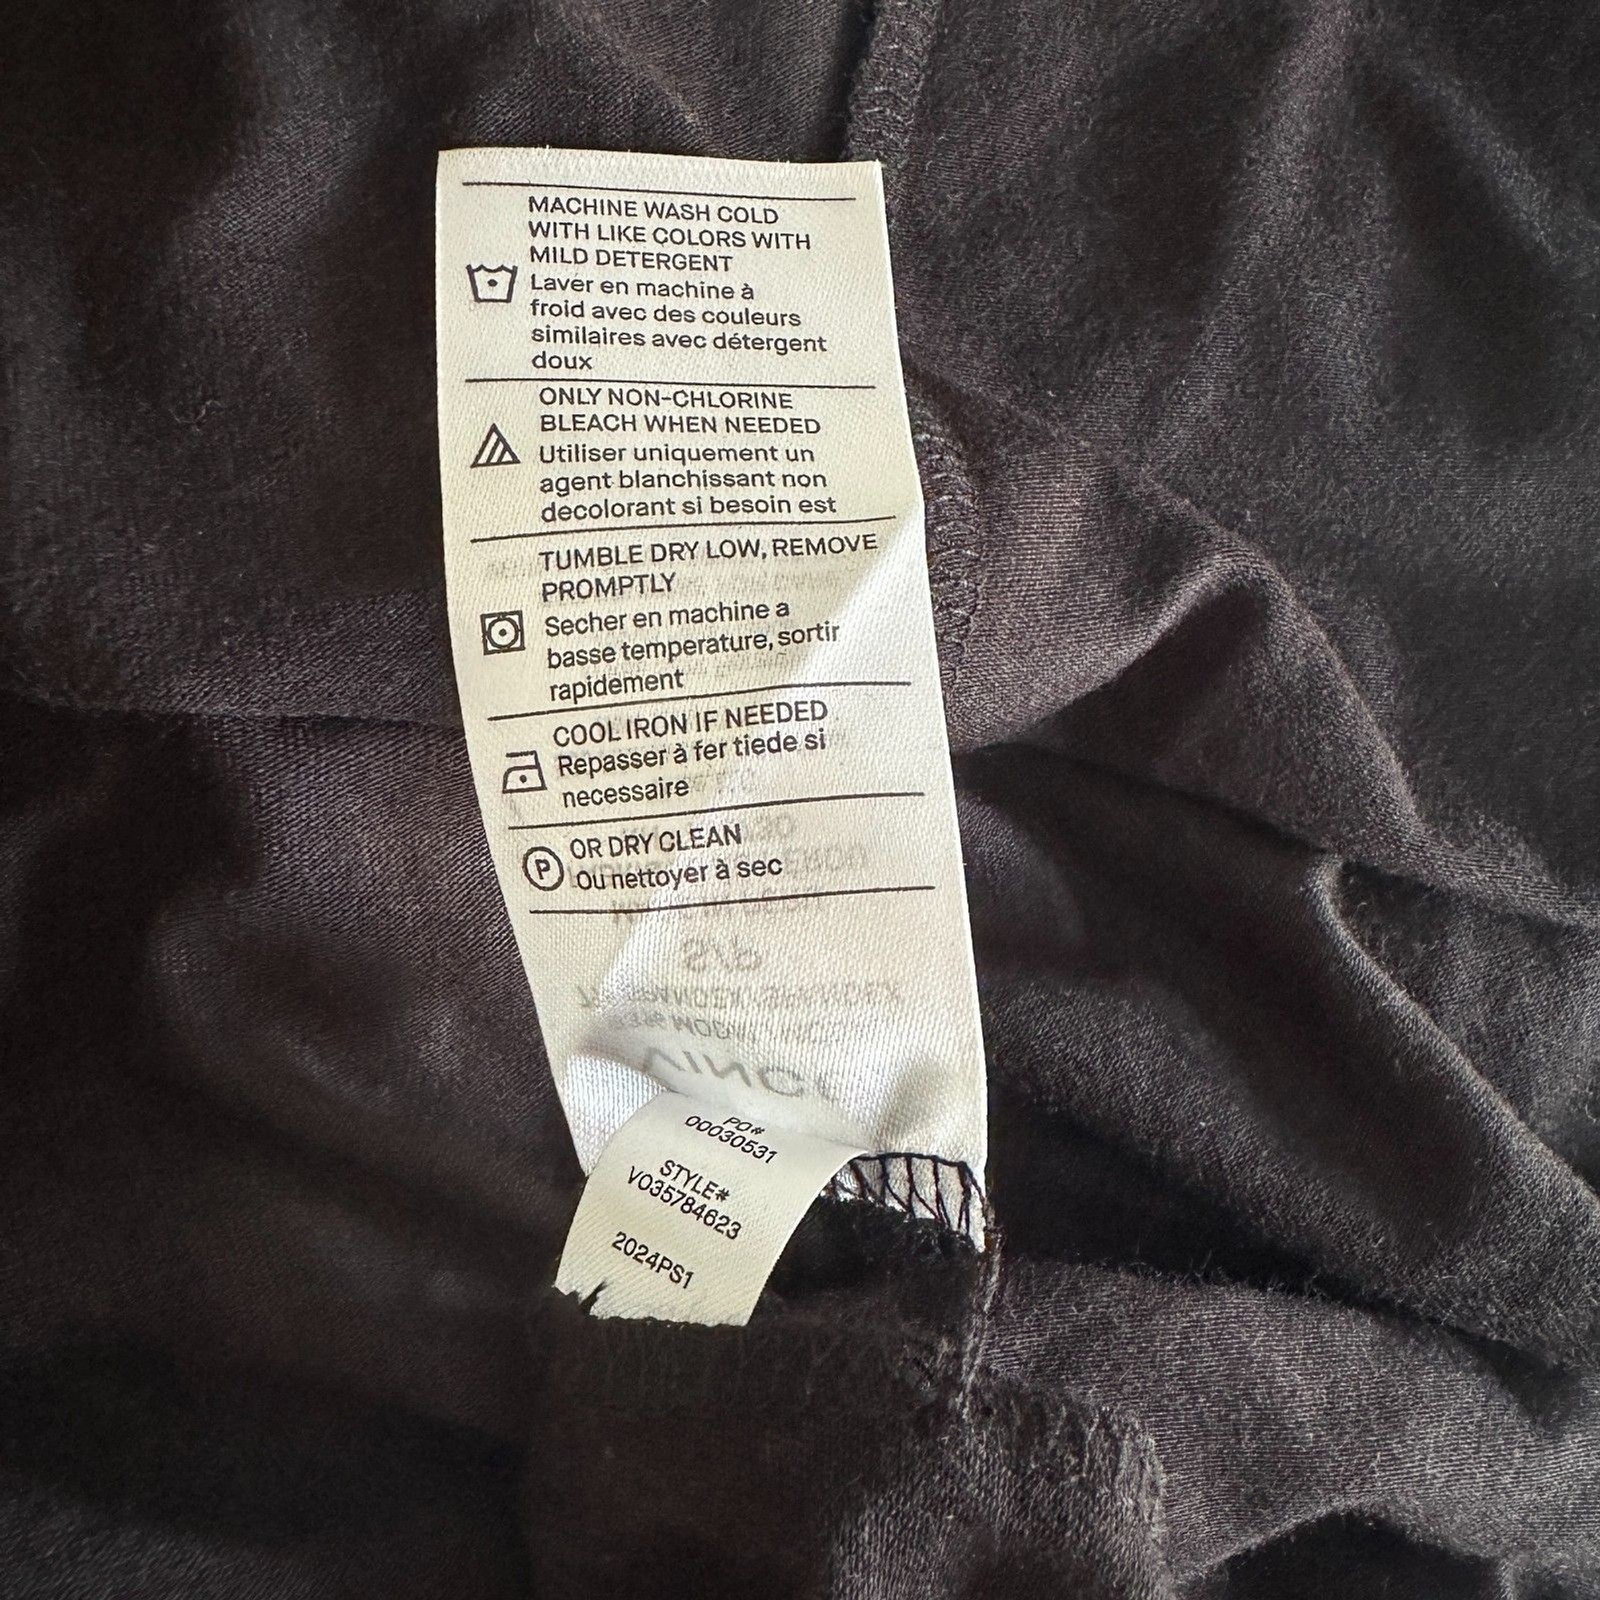 MACHINE WASH COLD
WITH LIKE COLORS WITH
MILD DETERGENT
Laver en machine à
froid avec des couleurs
similaires avec détergent
doux
ONLY NON-CHLORINE
BLEACH WHEN NEEDED
Utiliser uniquement un
agent blanchissant non
decolorant si besoin est
TUMBLE DRY LOW, REMOVE
PROMPTLY
Secher en machine a
basse temperature, sortir
rapidement
COOL IRON IF NEEDED
Repasser à fer tiede si
necessaire
P
OR DRY CLEAN
Ou nettoyer à sec
S/P
VINCE
PO#
00030531
STYLE#
V035784623
2024PS1